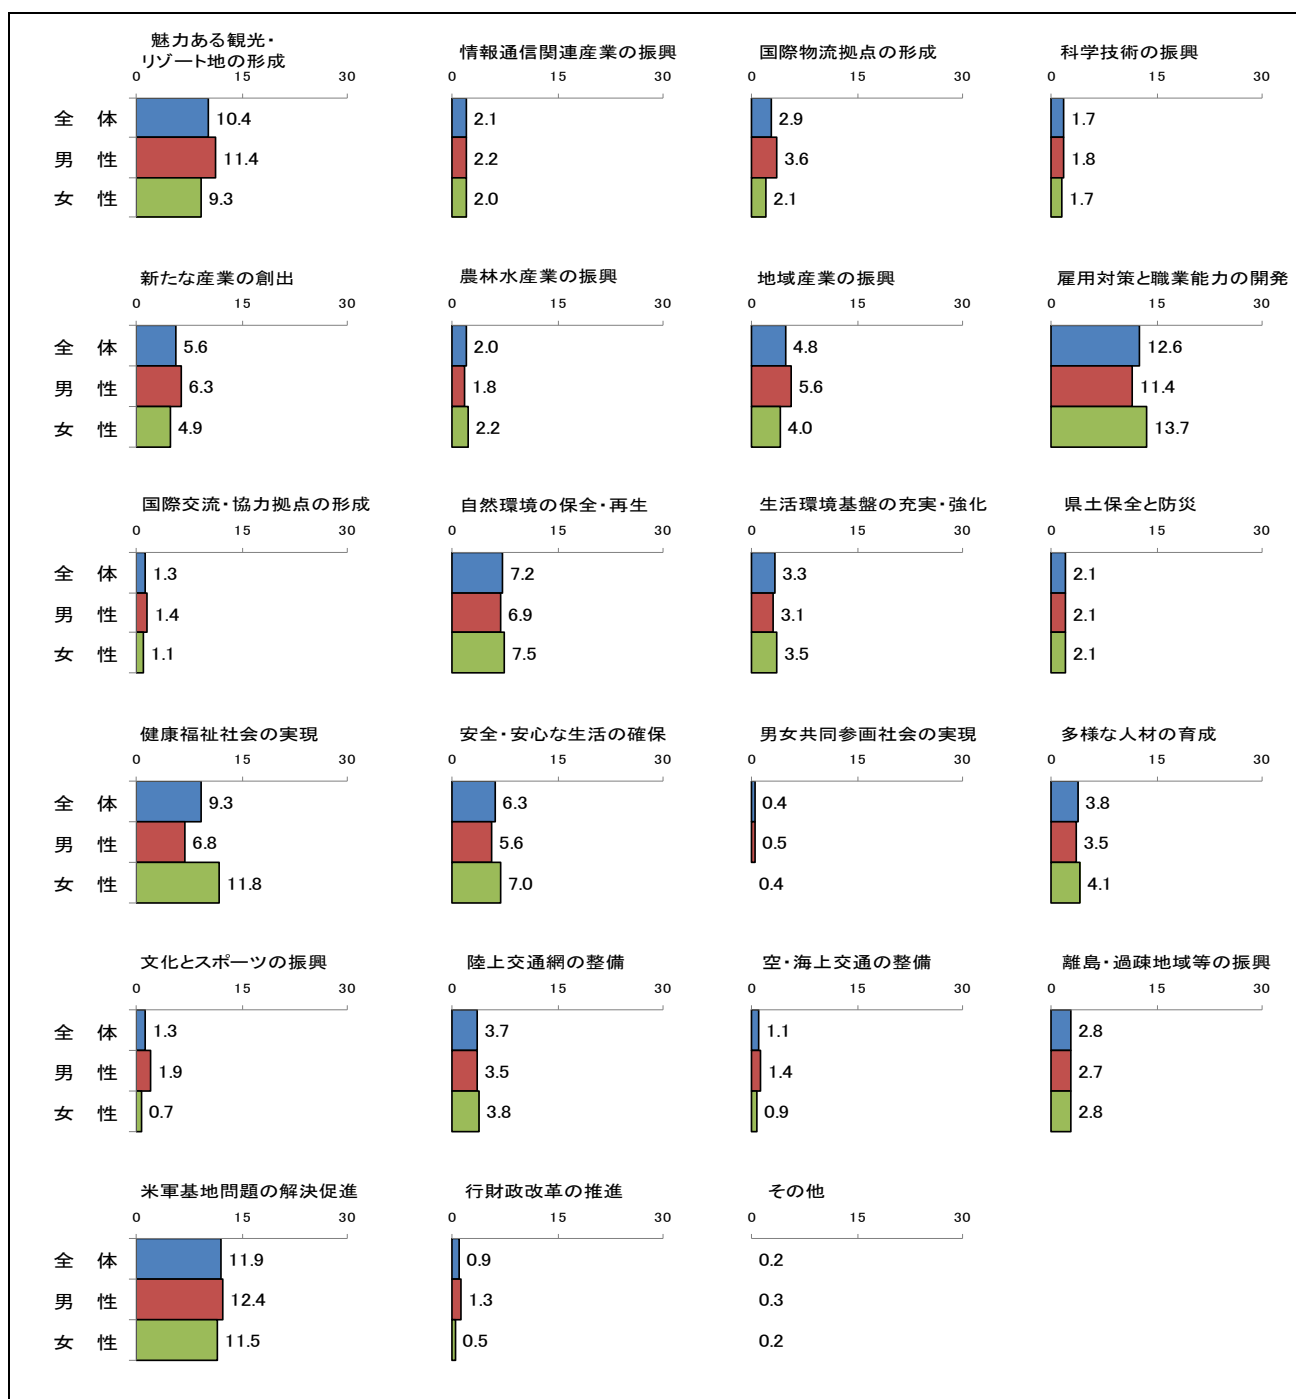 魅力ある観光・
リゾート地の形成
情報通信関連産業の振興
国際物流拠点の形成
科学技術の振興
0 15 30 0 15 30 0 15 30 0 15 30
全 体 10.4 2.1 2.9 1.7
男 性 11.4 2.2 3.6 1.8
女 性 9.3 2.0 2.1 1.7
新たな産業の創出 農林水産業の振興 地域産業の振興 雇用対策と職業能力の開発
0 15 30 0 15 30 0 15 30 0 15 30
全 体 5.6 2.0 4.8 12.6
男 性 6.3 1.8 5.6 11.4
女 性 4.9 2.2 4.0 13.7
国際交流・協力拠点の形成 自然環境の保全・再生 生活環境基盤の充実・強化 県土保全と防災
0 15 30 0 15 30 0 15 30 0 15 30
全 体 1.3 7.2 3.3 2.1
男 性 1.4 6.9 3.1 2.1
女 性 1.1 7.5 3.5 2.1
健康福祉社会の実現 安全・安心な生活の確保 男女共同参画社会の実現 多様な人材の育成
0 15 30 0 15 30 0 15 30 0 15 30
全 体 9.3 6.3 0.4 3.8
男 性 6.8 5.6 0.5 3.5
女 性 11.8 7.0 0.4 4.1
文化とスポーツの振興 陸上交通網の整備 空・海上交通の整備 離島・過疎地域等の振興
0 15 30 0 15 30 0 15 30 0 15 30
全 体 1.3 3.7 1.1 2.8
男 性 1.9 3.5 1.4 2.7
女 性 0.7 3.8 0.9 2.8
米軍基地問題の解決促進 行財政改革の推進 その他
0 15 30 0 15 30 0 15 30
全 体 11.9 0.9 0.2
男 性 12.4 1.3 0.3
女 性 11.5 0.5 0.2